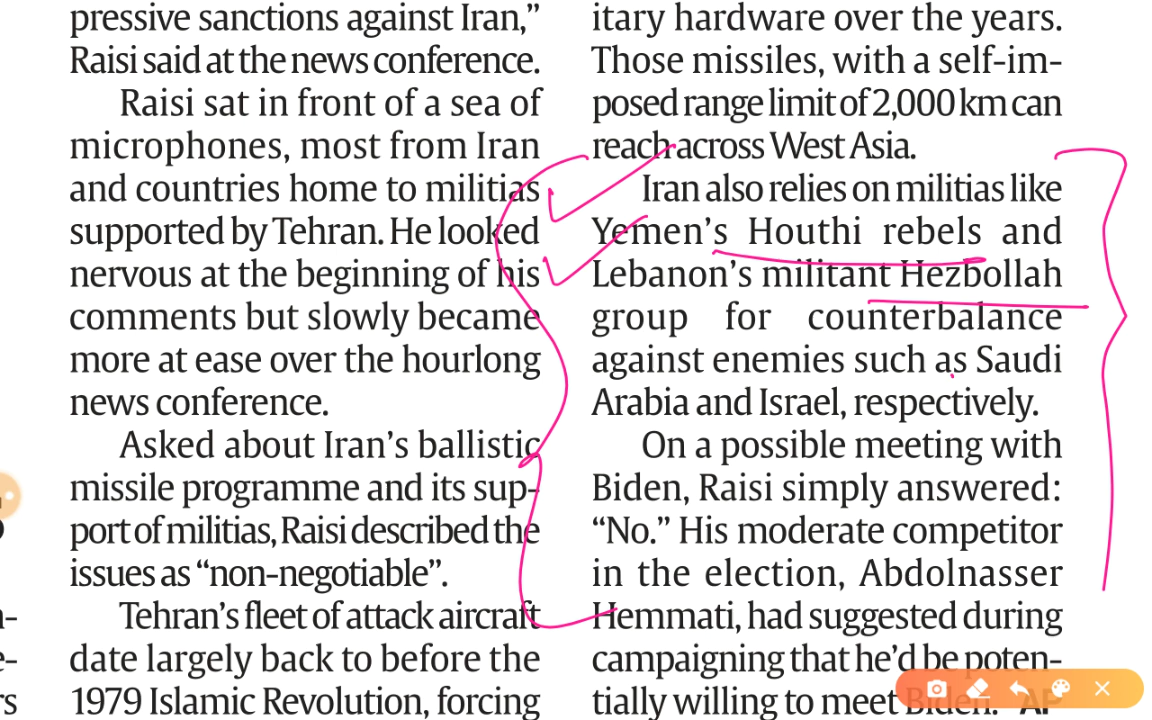 pressive sanctions against Iran,”
Raisi said at the news conference.
Raisi sat in front of a sea of
microphones, most from Iran
and countries home to militias
supported by Tehran. He looked
nervous at the beginning of his
comments but slowly became
more at ease over the hourlong
news conference.
Asked about Iran’s ballistic
missile programme and its sup-
port of militias, Raisi described the
issues as “non-negotiable”.
Tehran’s fleet of attack aircraft
date largely back to before the
1979 Islamic Revolution, forcing
itary hardware over the years.
Those missiles, with a self-im-
posed range limit of 2,000 km can
reach across West Asia.
Iran also relies on militias like
Yemen’s Houthi rebels and
Lebanon’s militant Hezbollah
group for counterbalance
against enemies such as Saudi
Arabia and Israel, respectively.
On a possible meeting with
Biden, Raisi simply answered:
“No.” His moderate competitor
in the election, Abdolnasser
Hemmati, had suggested during
campaigning that he’d be poten-
tially willing to meet Biden. AP